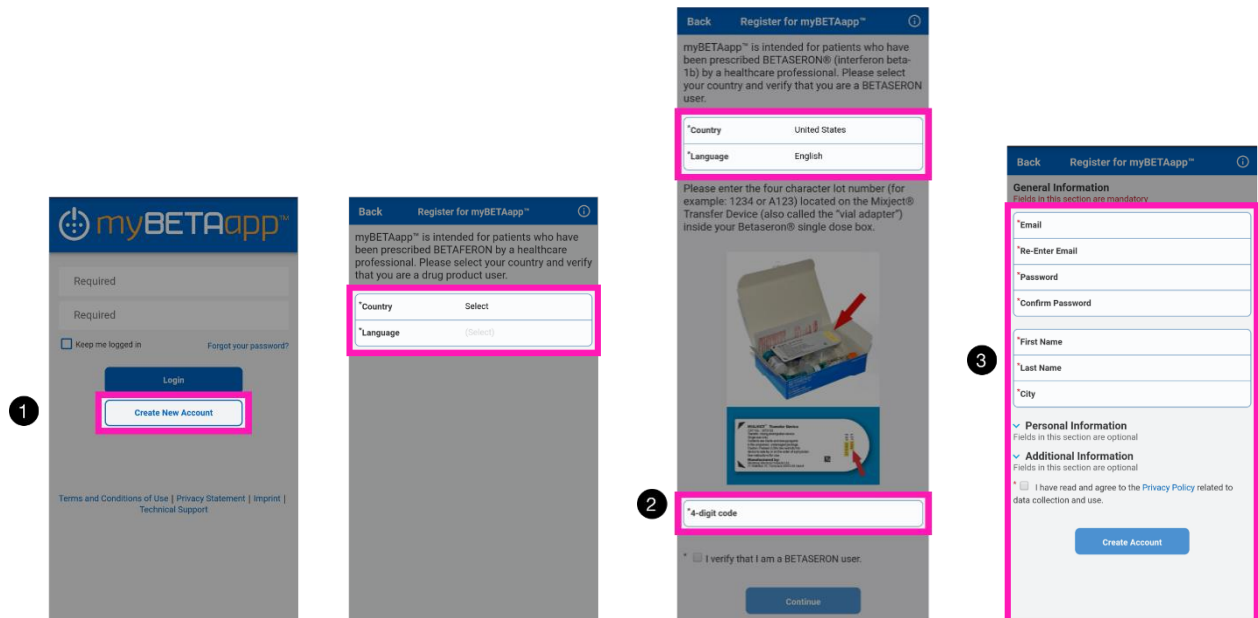 myBETAapp™
Required
Required
Keep me logged in
Forgot your password?
Login
1
Create New Account
Terms and Conditions of Use | Privacy Statement | Imprint |
Technical Support
Back Register for myBETAapp™
myBETAapp™ is intended for patients who have
been prescribed BETAFERON by a healthcare
professional. Please select your country and verify
that you are a drug product user.
*Country Select
*Language (Select)
Back Register for myBETAapp™
myBETAapp™ is intended for patients who have
been prescribed BETASERON® (interferon beta-
1b) by a healthcare professional. Please select
your country and verify that you are a BETASERON
user.
*Country United States
*Language English
Please enter the four character lot number (for
example: 1234 or A123) located on the Mixject®
Transfer Device (also called the "vial adapter")
inside your Betaseron® single dose box.
MIXJECT® Transfer Device
2
*4-digit code
* I verify that I am a BETASERON user.
Continue
Back Register for myBETAapp™
General Information
Fields in this section are mandatory
*Email
*Re-Enter Email
*Password
*Confirm Password
3
*First Name
*Last Name
*City
Personal Information
Fields in this section are optional
Additional Information
Fields in this section are optional
* I have read and agree to the Privacy Policy related to
data collection and use.
Create Account